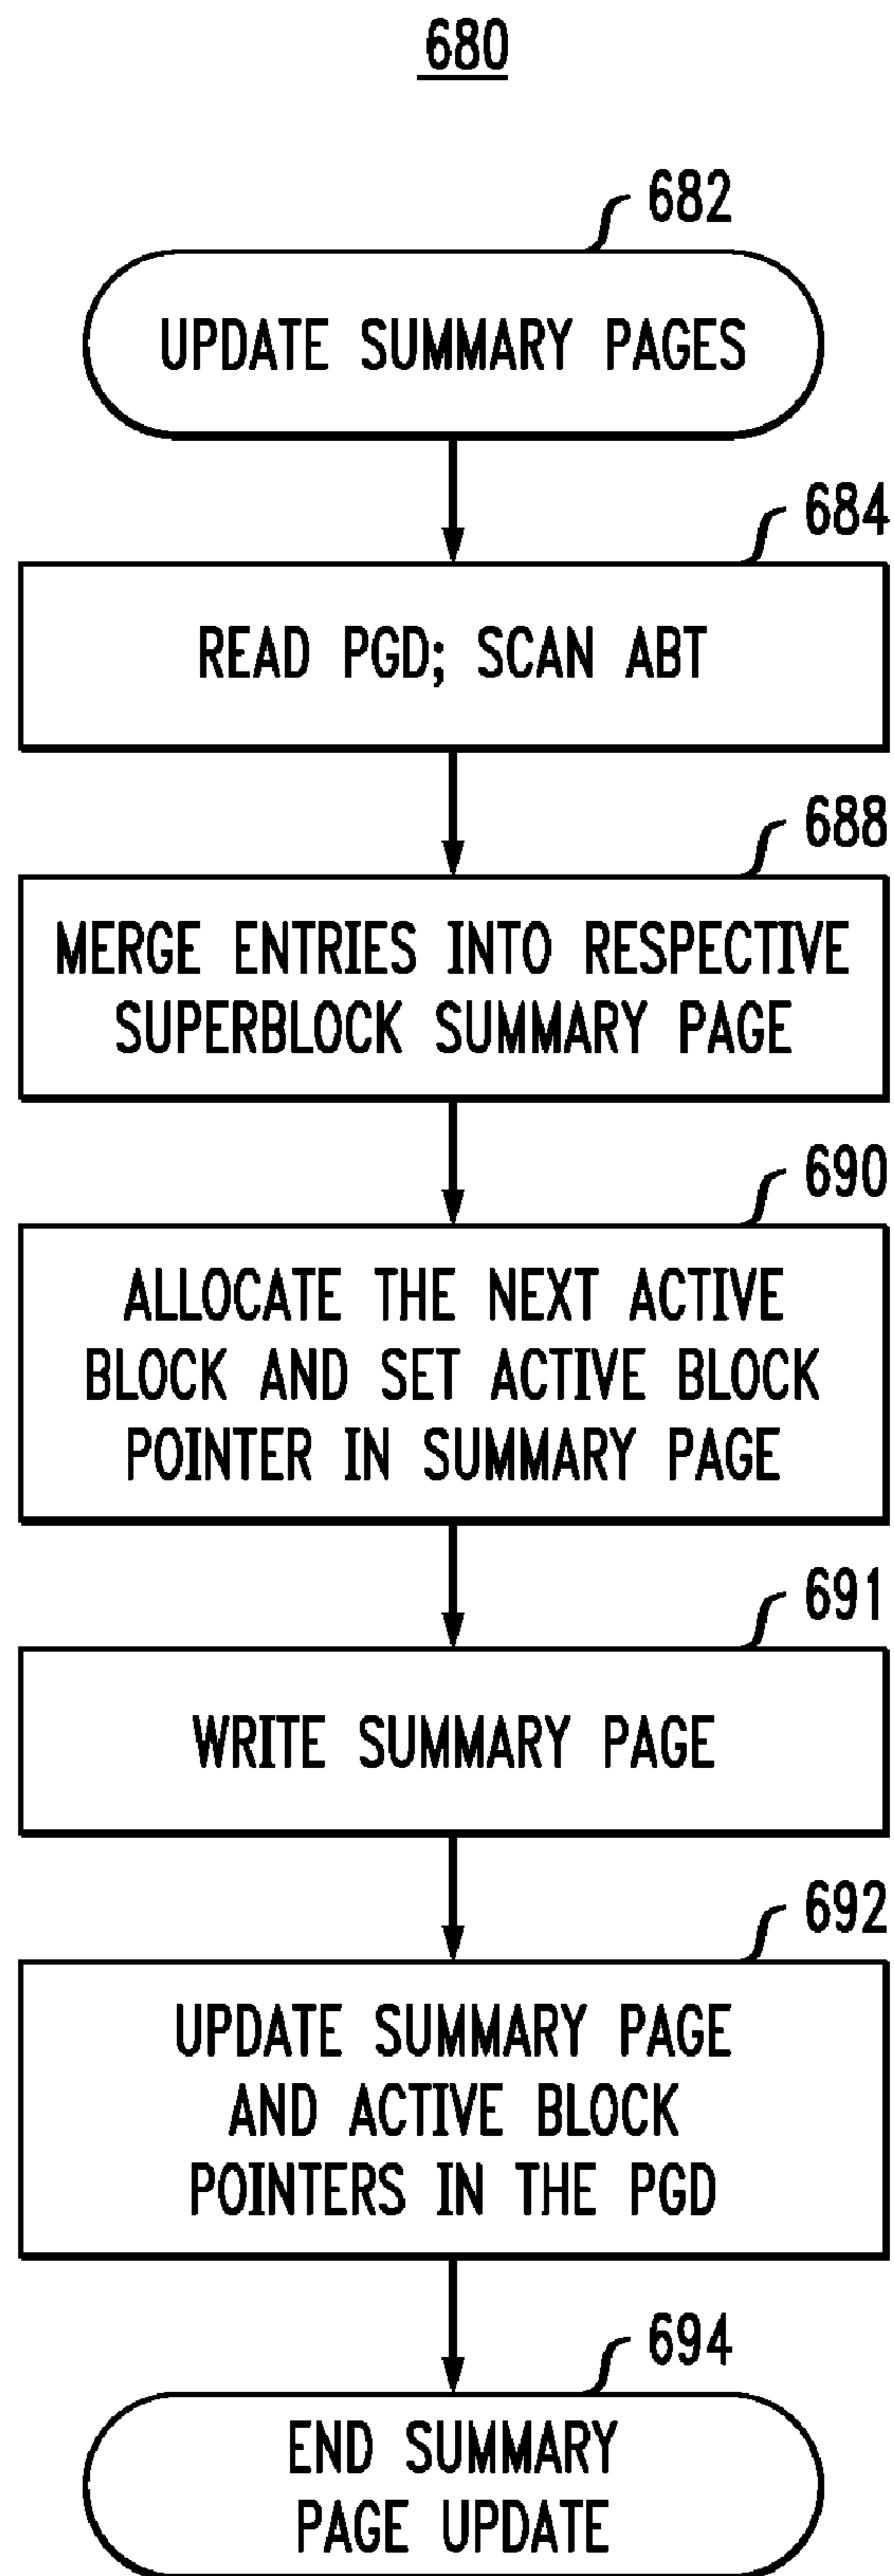 680
682
UPDATE SUMMARY PAGES
684
READ PGD; SCAN ABT
688
MERGE ENTRIES INTO RESPECTIVE
SUPERBLOCK SUMMARY PAGE
690
ALLOCATE THE NEXT ACTIVE
BLOCK AND SET ACTIVE BLOCK
POINTER IN SUMMARY PAGE
691
WRITE SUMMARY PAGE
692
UPDATE SUMMARY PAGE
AND ACTIVE BLOCK
POINTERS IN THE PGD
694
END SUMMARY
PAGE UPDATE